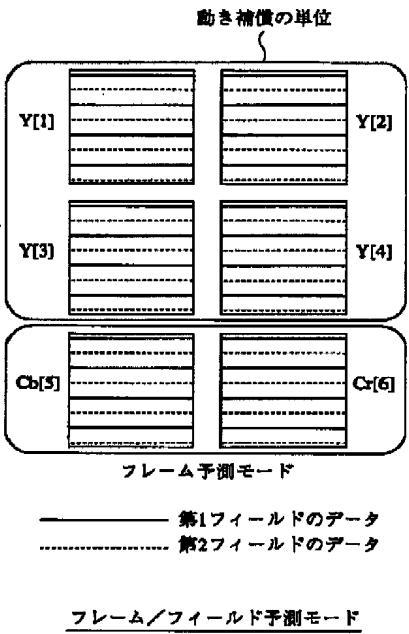 動き補償の単位
Y[1]
Y[2]
Y[3]
Y[4]
Cb[5]
Cr[6]
フレーム予測モード
第1フィールドのデータ
第2フィールドのデータ
フレーム/フィールド予測モード